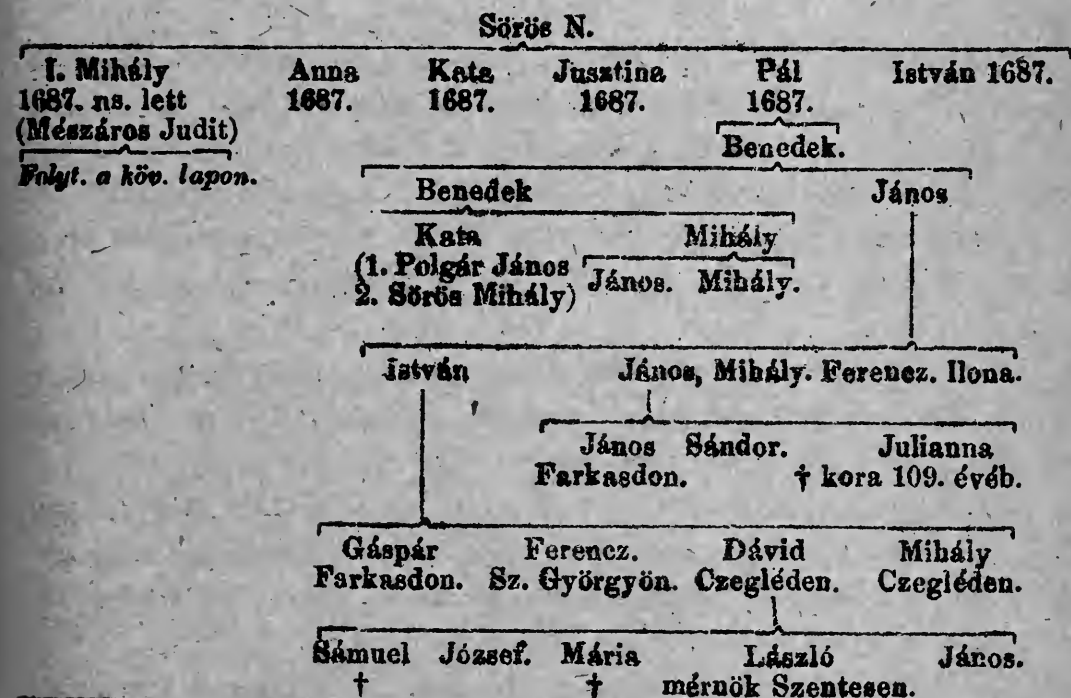 Sörös N.
I. Mihály Anna Kata Jusztina Pál István 1687.
1687. ns. lett 1687. 1687. 1687. 1687.
(Mészáros Judit)
Benedek.
Folyt. a köv. lapon.
Benedek János
Kata Mihály
(1. Polgár János János. Mihály.
2. Sörös Mihály)
István János, Mihály. Ferencz. Ilona.
János Sándor. Julianna
Farkasdon. † kora 109. évéb.
Gáspár Ferencz. Dávid Mihály
Farkasdon. Sz. Györgyön. Czegléden. Czegléden.
Sámuel József. Mária László János.
† † mérnök Szentesen.